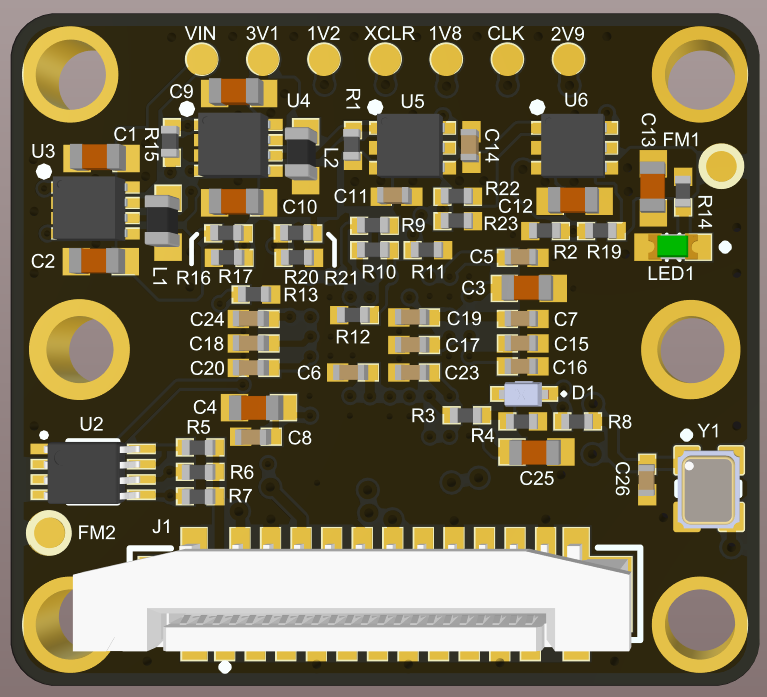 VIN 3V1 1V2 XCLR 1V8 CLK 2V9
C9 U4 R1 U5 U6 C13
FM1
U3 C1 R15 L2 C14
R14
C2 L1 C10 C11 R22 C12
R23
R9 R2 R19
R16 R17 R20 R21 R10 R11 C5 LED1
R13 C3
C24 R12 C19 C7
C18 C17 C15
C20 C6 C23 C16
D1
C4 R3 R4 R8
U2 R5 C8 Y1
R6 C25 C26
R7
FM2 J1